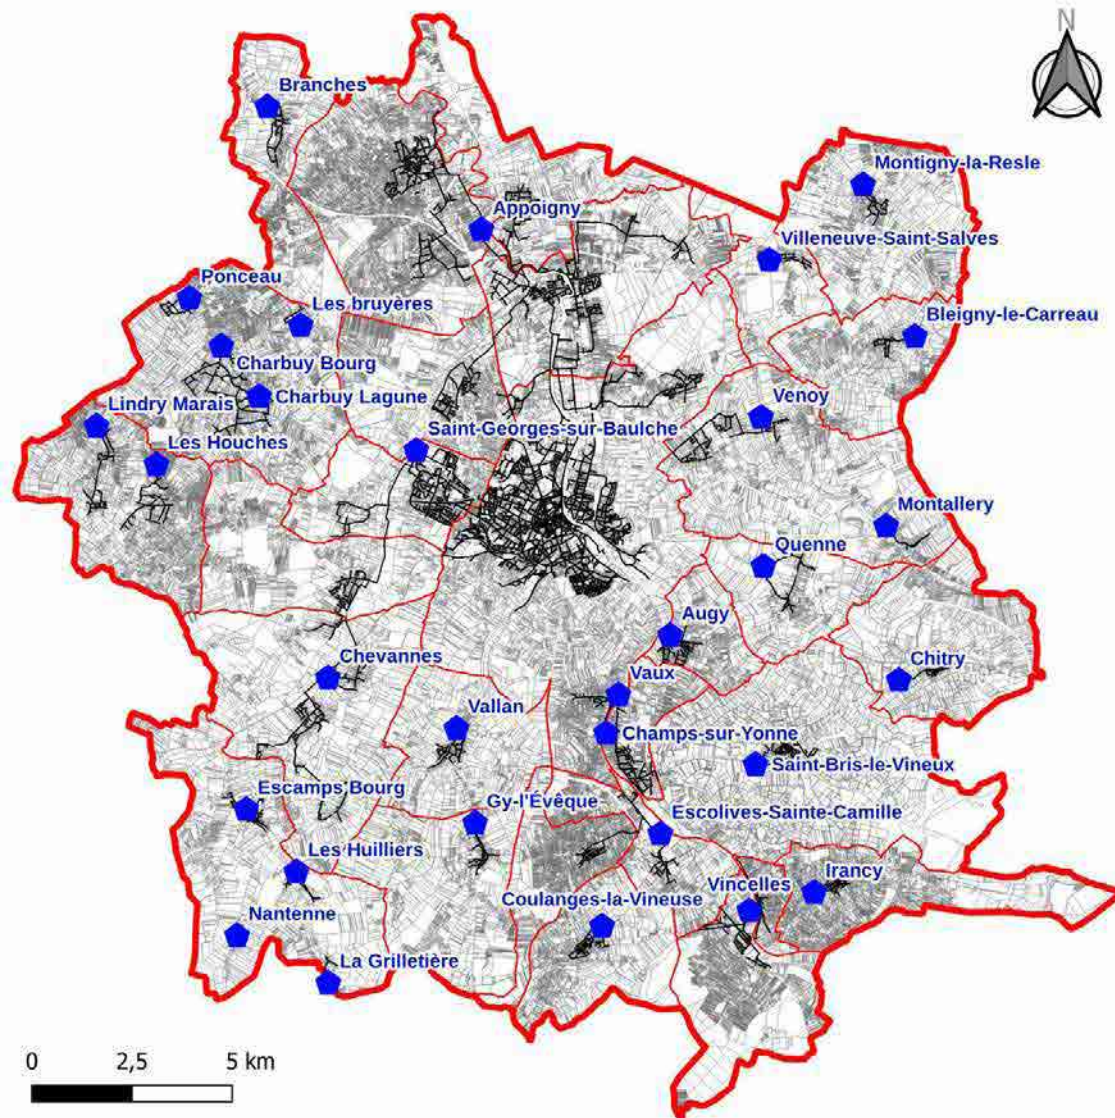 N
Branches
Montigny-la-Resle
Appoigny
Villeneuve-Saint-Salves
Ponceau
Les bruyères
Bleigny-le-Carreau
Charbuy Bourg
Charbuy Lagune
Venoy
Lindry Marais
Saint-Georges-sur-Baulche
Les Houches
Montallery
Quenne
Augy
Chevannes
Chitry
Vaux
Vallan
Champs-sur-Yonne
Saint-Bris-le-Vineux
Escamps Bourg
Gy-l'Évêque
Escolives-Sainte-Camille
Les Huilliers
Irancy
Vincelles
Coulanges-la-Vineuse
Nantenne
La Grilletière
0 2,5 5 km